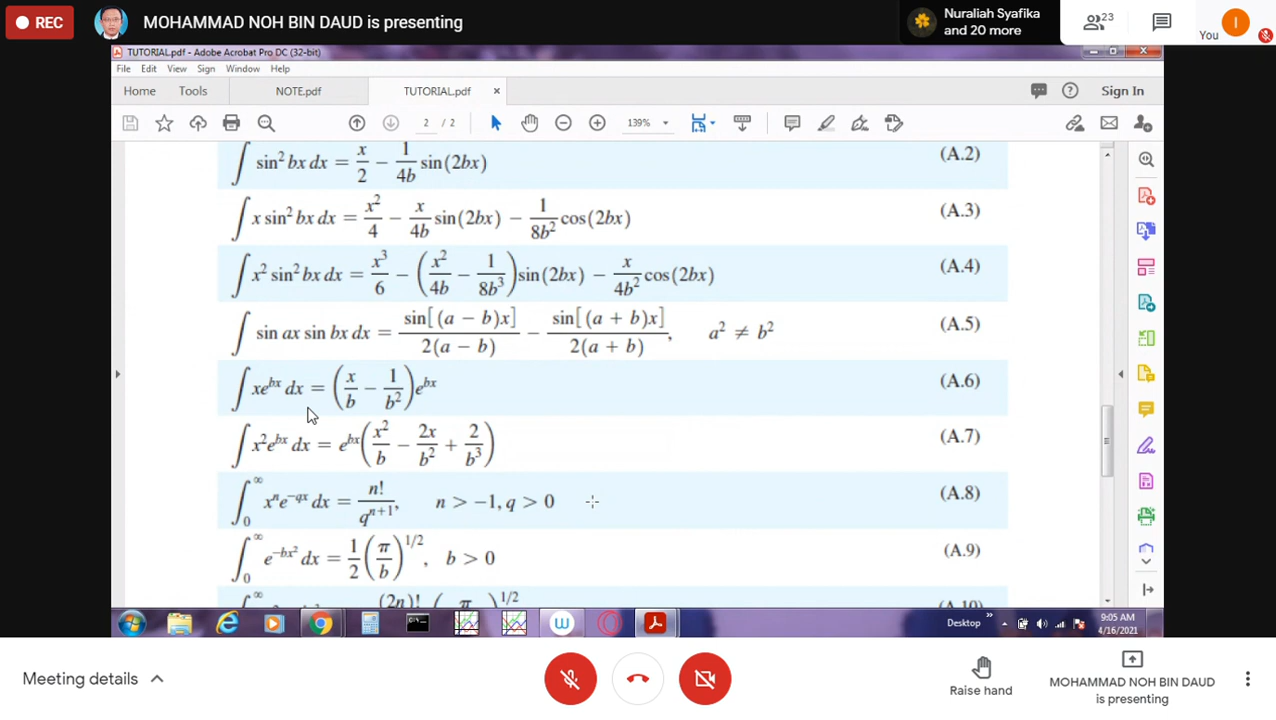 REC
MOHAMMAD NOH BIN DAUD is presenting
Nuraliah Syafika
and 20 more
23
You
I
TUTORIAL.pdf - Adobe Acrobat Pro DC (32-bit)
File Edit View Sign Window Help
Home Tools NOTE.pdf TUTORIAL.pdf × Sign In
2 / 2 139%
∫ sin² bx dx = x/2 − 1/4b sin(2bx) (A.2)
∫ x sin² bx dx = x²/4 − x/4b sin(2bx) − 1/8b² cos(2bx) (A.3)
∫ x² sin² bx dx = x³/6 − (x²/4b − 1/8b³) sin(2bx) − x/4b² cos(2bx) (A.4)
∫ sin ax sin bx dx = sin[(a − b)x]/2(a − b) − sin[(a + b)x]/2(a + b), a² ≠ b² (A.5)
∫ xe^{bx} dx = (x/b − 1/b²)e^{bx} (A.6)
∫ x²e^{bx} dx = e^{bx}(x²/b − 2x/b² + 2/b³) (A.7)
∫₀^∞ xⁿe^{−qx} dx = n!/q^{n+1}, n > −1, q > 0 (A.8)
∫₀^∞ e^{−bx²} dx = 1/2 (π/b)^{1/2}, b > 0 (A.9)
(2n)! ( π )^{1/2} (A.10)
Desktop » 9:05 AM
4/16/2021
Meeting details
Raise hand
MOHAMMAD NOH BIN DAUD
is presenting